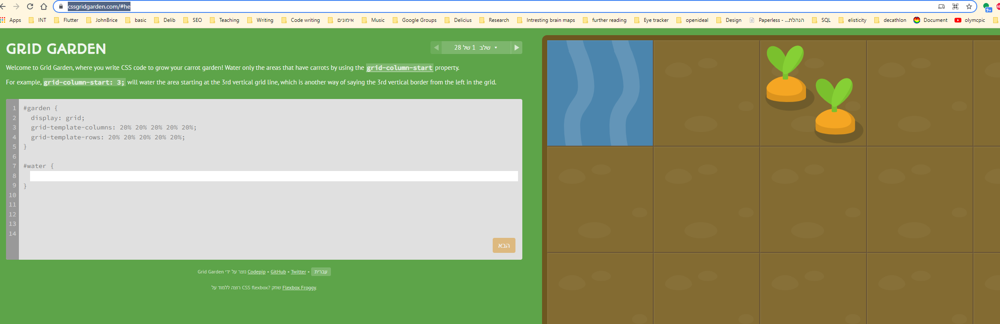 cssgridgarden.com/#he
9+
Apps INT Flutter JohnBrice basic Delib SEO Teaching Writing Code writing אימונים Music Google Groups Delicius Research Intresting brain maps further reading Eye tracker openideal Design Paperless - ...הנהלת SQL elisticity decathlon Document olymcpic
GRID GARDEN
◀ שלב 1 של 28 ▾ ▶
Welcome to Grid Garden, where you write CSS code to grow your carrot garden! Water only the areas that have carrots by using the grid-column-start property.
For example, grid-column-start: 3; will water the area starting at the 3rd vertical grid line, which is another way of saying the 3rd vertical border from the left in the grid.
1 #garden {
2 display: grid;
3 grid-template-columns: 20% 20% 20% 20% 20%;
4 grid-template-rows: 20% 20% 20% 20% 20%;
5 }
6
7 #water {
8
9 }
10
11
12
13
14
הבא
Grid Garden נוצר על ידי Codepip • GitHub • Twitter • עברית
רוצה ללמוד על CSS flexbox? שחק Flexbox Froggy.